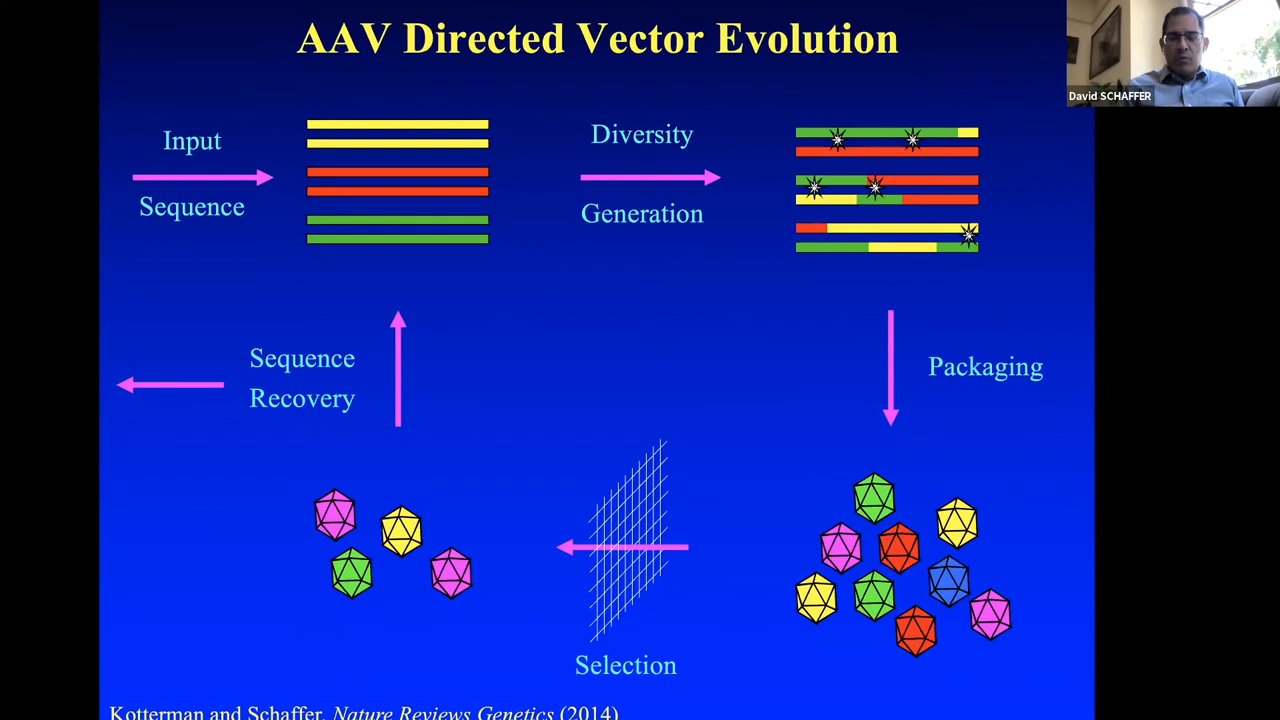 AAV Directed Vector Evolution
David SCHAFFER
Input
Sequence
Diversity
Generation
Sequence
Recovery
Packaging
Selection
Kotterman and Schaffer, Nature Reviews Genetics (2014)